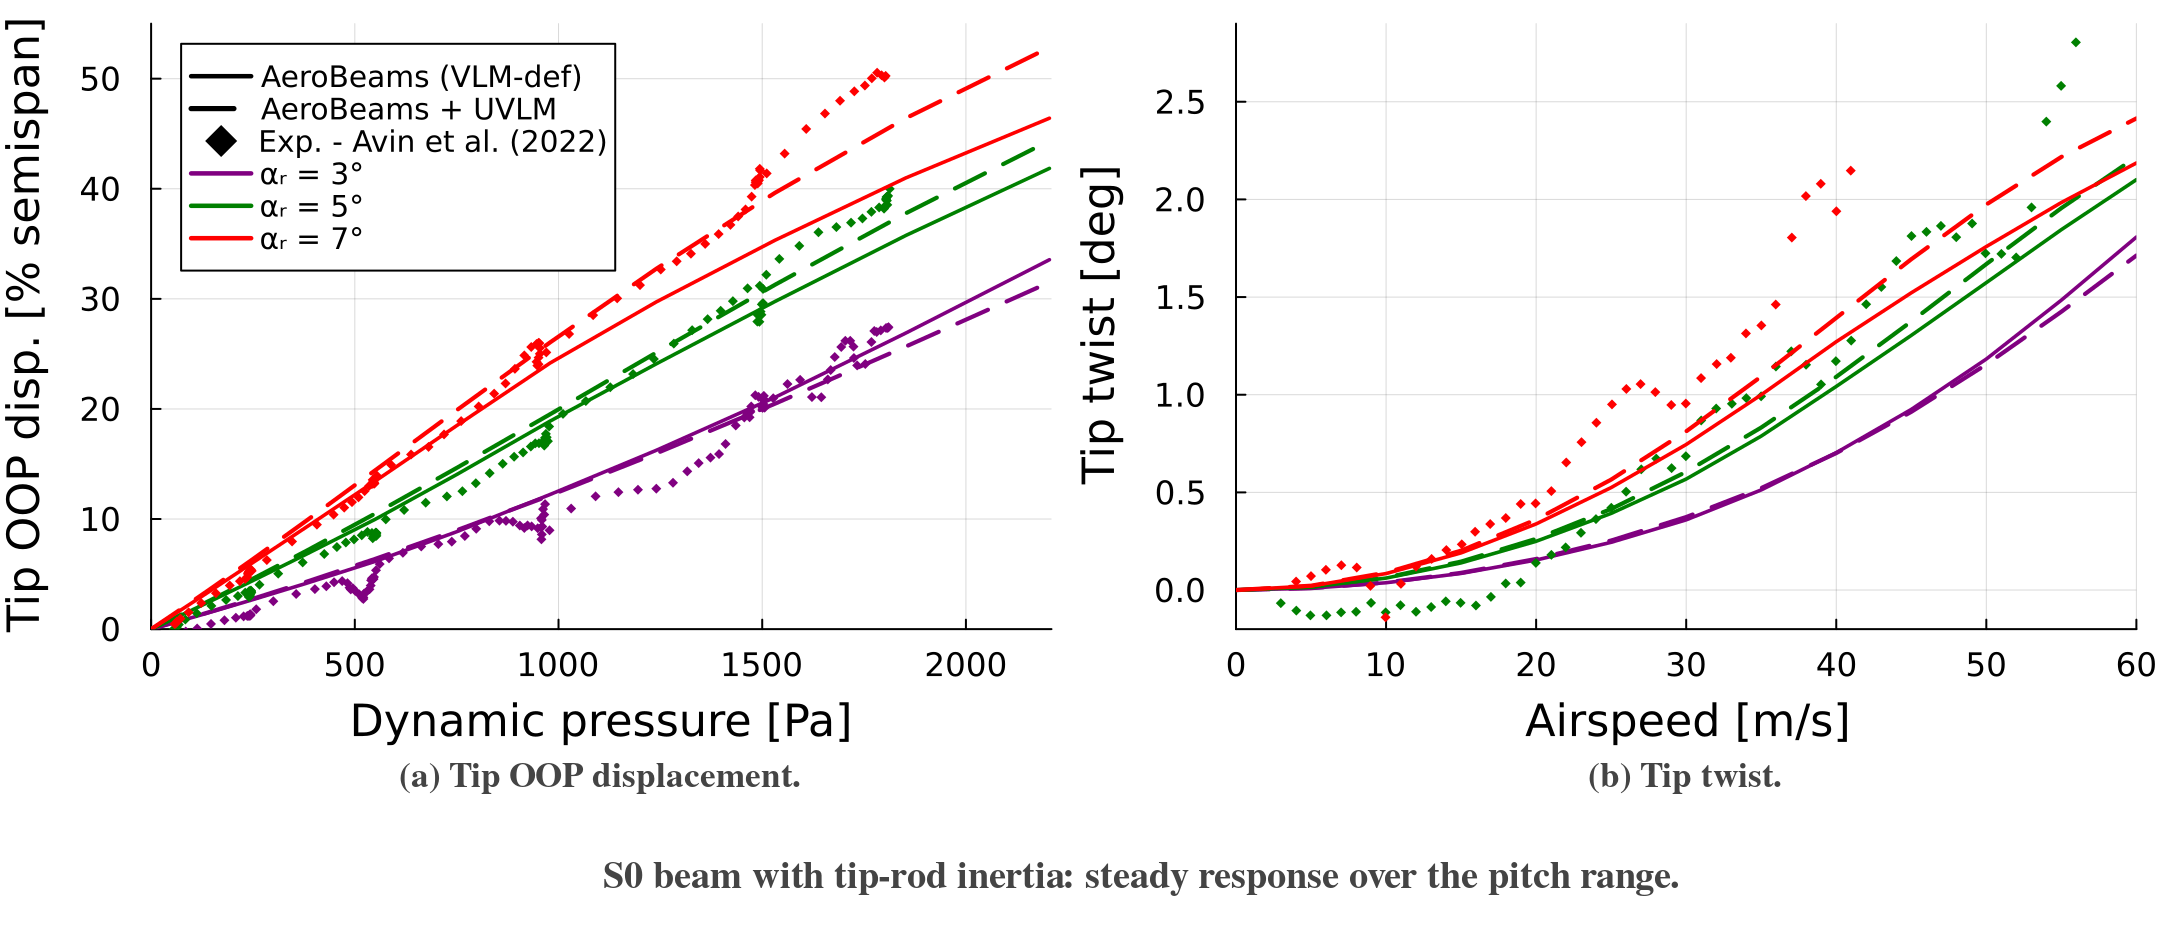 Tip OOP disp. [% semispan]
50
40
30
20
10
0
AeroBeams (VLM-def)
AeroBeams + UVLM
Exp. - Avin et al. (2022)
αᵣ = 3°
αᵣ = 5°
αᵣ = 7°
0 500 1000 1500 2000
Dynamic pressure [Pa]
(a) Tip OOP displacement.
Tip twist [deg]
2.5
2.0
1.5
1.0
0.5
0.0
0 10 20 30 40 50 60
Airspeed [m/s]
(b) Tip twist.
S0 beam with tip-rod inertia: steady response over the pitch range.